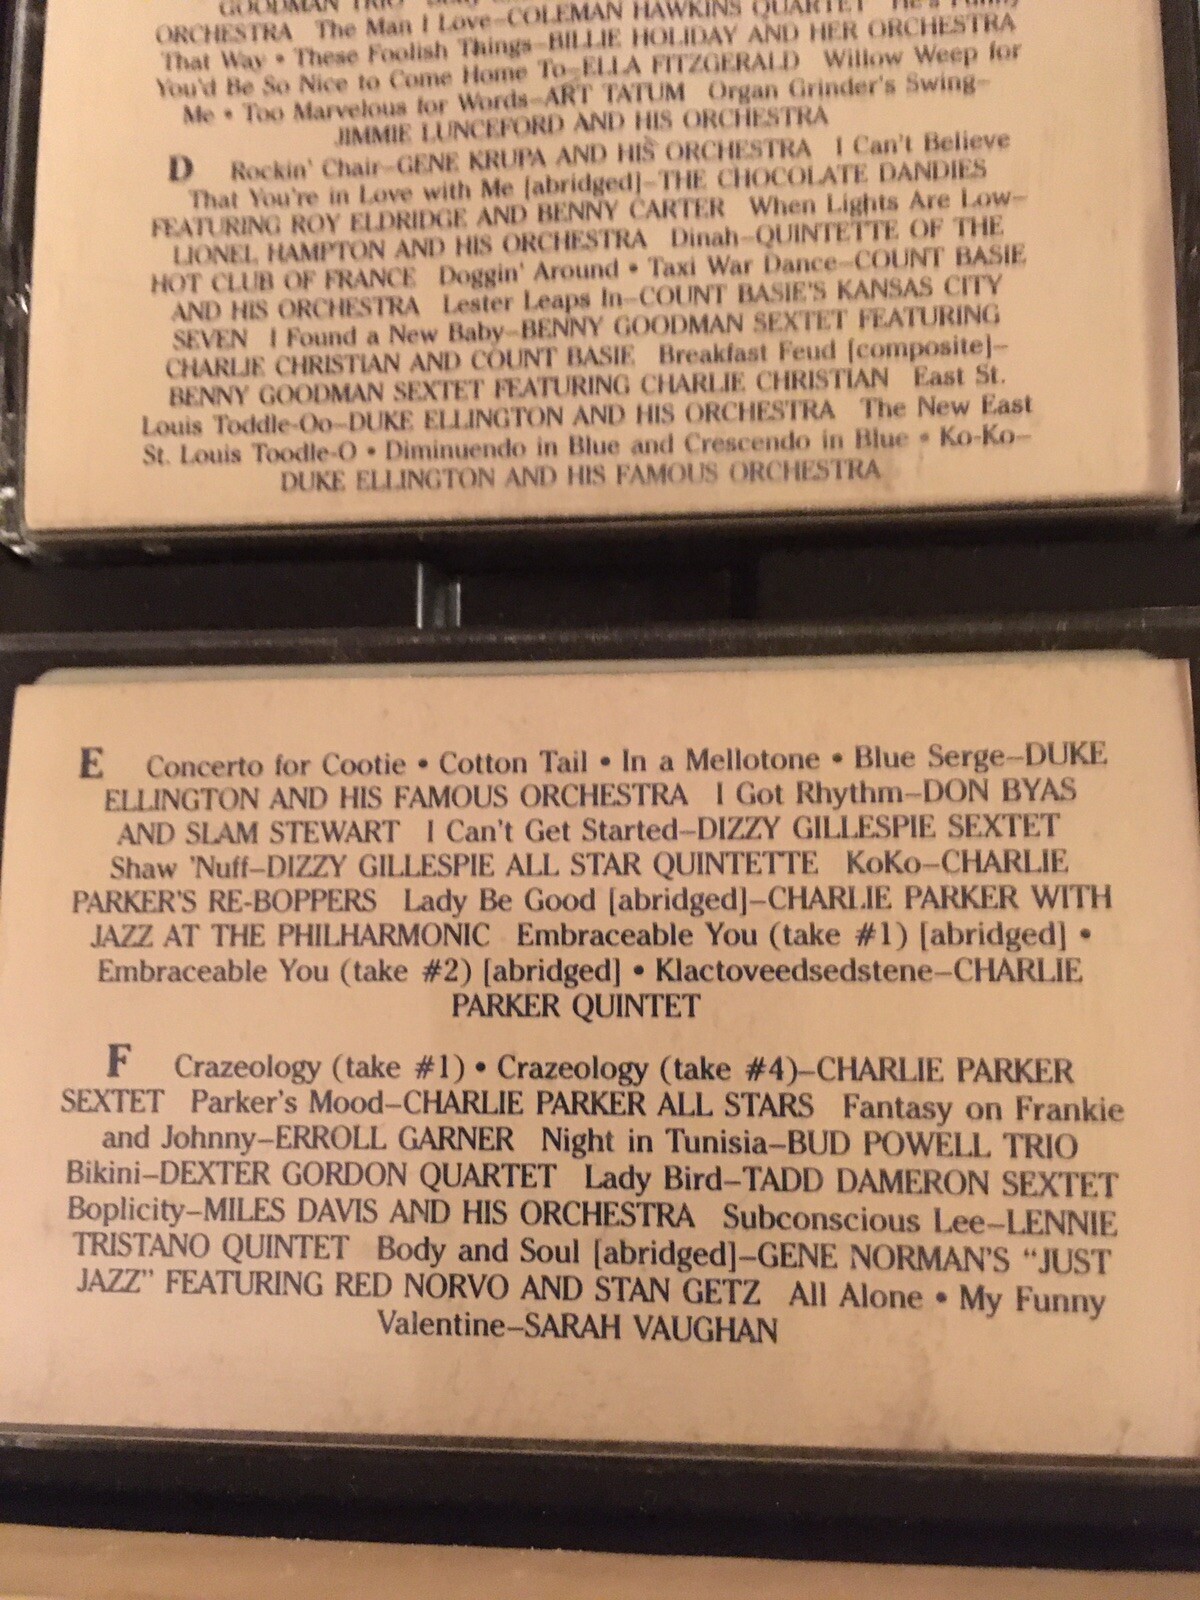 GOODMAN TRIO
ORCHESTRA The Man I Love–COLEMAN HAWKINS QUARTET He's Funny
That Way • These Foolish Things–BILLIE HOLIDAY AND HER ORCHESTRA
You'd Be So Nice to Come Home To–ELLA FITZGERALD Willow Weep for
Me • Too Marvelous for Words–ART TATUM Organ Grinder's Swing–
JIMMIE LUNCEFORD AND HIS ORCHESTRA
D Rockin' Chair–GENE KRUPA AND HIS ORCHESTRA I Can't Believe
That You're in Love with Me [abridged]–THE CHOCOLATE DANDIES
FEATURING ROY ELDRIDGE AND BENNY CARTER When Lights Are Low–
LIONEL HAMPTON AND HIS ORCHESTRA Dinah–QUINTETTE OF THE
HOT CLUB OF FRANCE Doggin' Around • Taxi War Dance–COUNT BASIE
AND HIS ORCHESTRA Lester Leaps In–COUNT BASIE'S KANSAS CITY
SEVEN I Found a New Baby–BENNY GOODMAN SEXTET FEATURING
CHARLIE CHRISTIAN AND COUNT BASIE Breakfast Feud [composite]–
BENNY GOODMAN SEXTET FEATURING CHARLIE CHRISTIAN East St.
Louis Toddle-Oo–DUKE ELLINGTON AND HIS ORCHESTRA The New East
St. Louis Toodle-O • Diminuendo in Blue and Crescendo in Blue • Ko-Ko–
DUKE ELLINGTON AND HIS FAMOUS ORCHESTRA
E Concerto for Cootie • Cotton Tail • In a Mellotone • Blue Serge–DUKE
ELLINGTON AND HIS FAMOUS ORCHESTRA I Got Rhythm–DON BYAS
AND SLAM STEWART I Can't Get Started–DIZZY GILLESPIE SEXTET
Shaw 'Nuff–DIZZY GILLESPIE ALL STAR QUINTETTE KoKo–CHARLIE
PARKER'S RE-BOPPERS Lady Be Good [abridged]–CHARLIE PARKER WITH
JAZZ AT THE PHILHARMONIC Embraceable You (take #1) [abridged] •
Embraceable You (take #2) [abridged] • Klactoveedsedstene–CHARLIE
PARKER QUINTET
F Crazeology (take #1) • Crazeology (take #4)–CHARLIE PARKER
SEXTET Parker's Mood–CHARLIE PARKER ALL STARS Fantasy on Frankie
and Johnny–ERROLL GARNER Night in Tunisia–BUD POWELL TRIO
Bikini–DEXTER GORDON QUARTET Lady Bird–TADD DAMERON SEXTET
Boplicity–MILES DAVIS AND HIS ORCHESTRA Subconscious Lee–LENNIE
TRISTANO QUINTET Body and Soul [abridged]–GENE NORMAN'S “JUST
JAZZ” FEATURING RED NORVO AND STAN GETZ All Alone • My Funny
Valentine–SARAH VAUGHAN